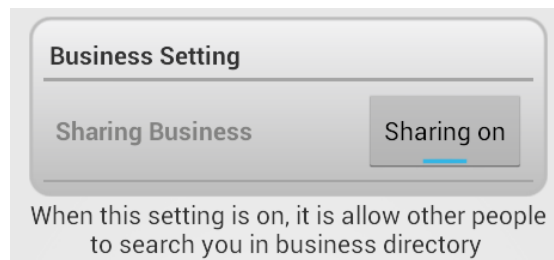 Business Setting
Sharing Business
Sharing on
When this setting is on, it is allow other people
to search you in business directory